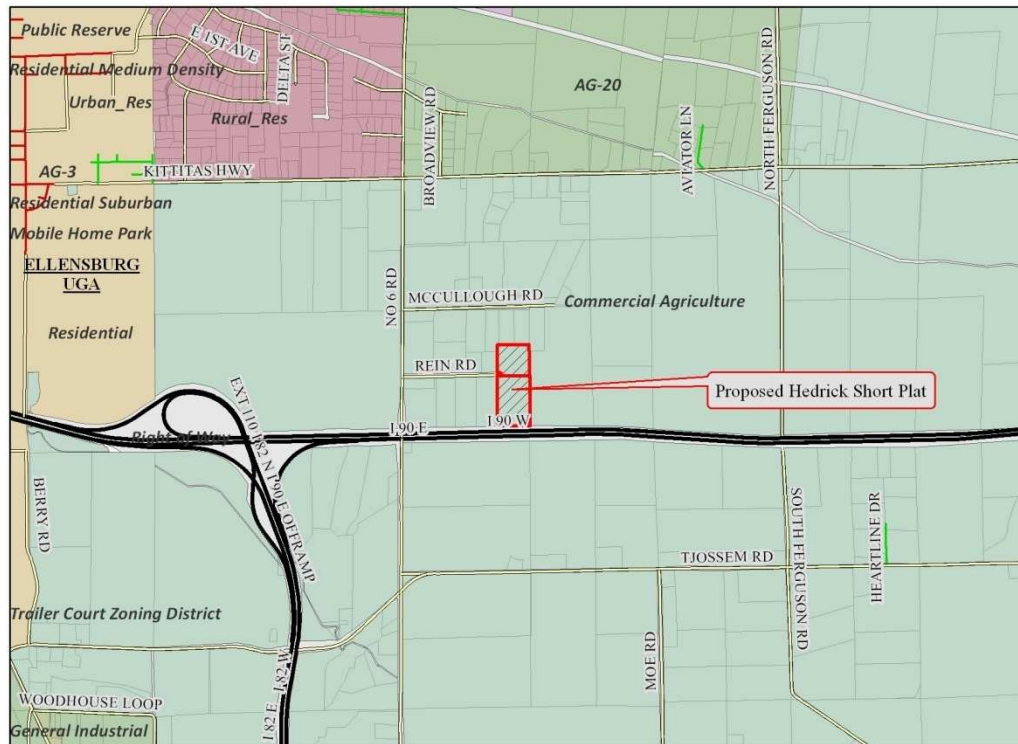 Public Reserve
E 1ST AVE
DELTA ST
Residential Medium Density
Urban_Res
Rural_Res
BROADVIEW RD
AG-20
AVIATOR LN
NORTH FERGUSON RD
AG-3
KITTITAS HWY
Residential Suburban
Mobile Home Park
ELLENSBURG
UGA
NO 6 RD
MCCULLOUGH RD
Commercial Agriculture
Residential
REIN RD
Proposed Hedrick Short Plat
I 90 W
I 90 E
Right of Way
EXT 110 I 82 N I 90 E OFFRAMP
BERRY RD
SOUTH FERGUSON RD
HEARTLINE DR
TJOSSEM RD
MOE RD
Trailer Court Zoning District
I 82 E
I 82 W
WOODHOUSE LOOP
General Industrial